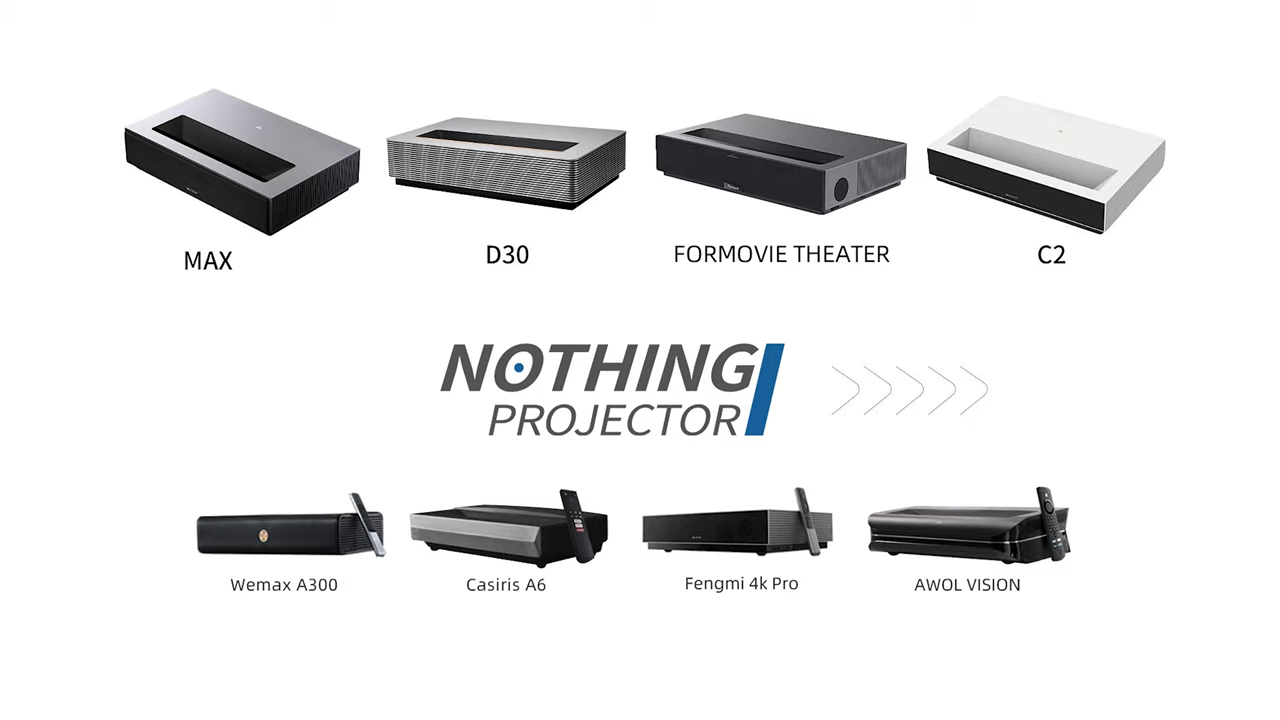 MAX
D30
FORMOVIE THEATER
C2
NOTHING
PROJECTOR
Wemax A300
Casiris A6
Fengmi 4k Pro
AWOL VISION